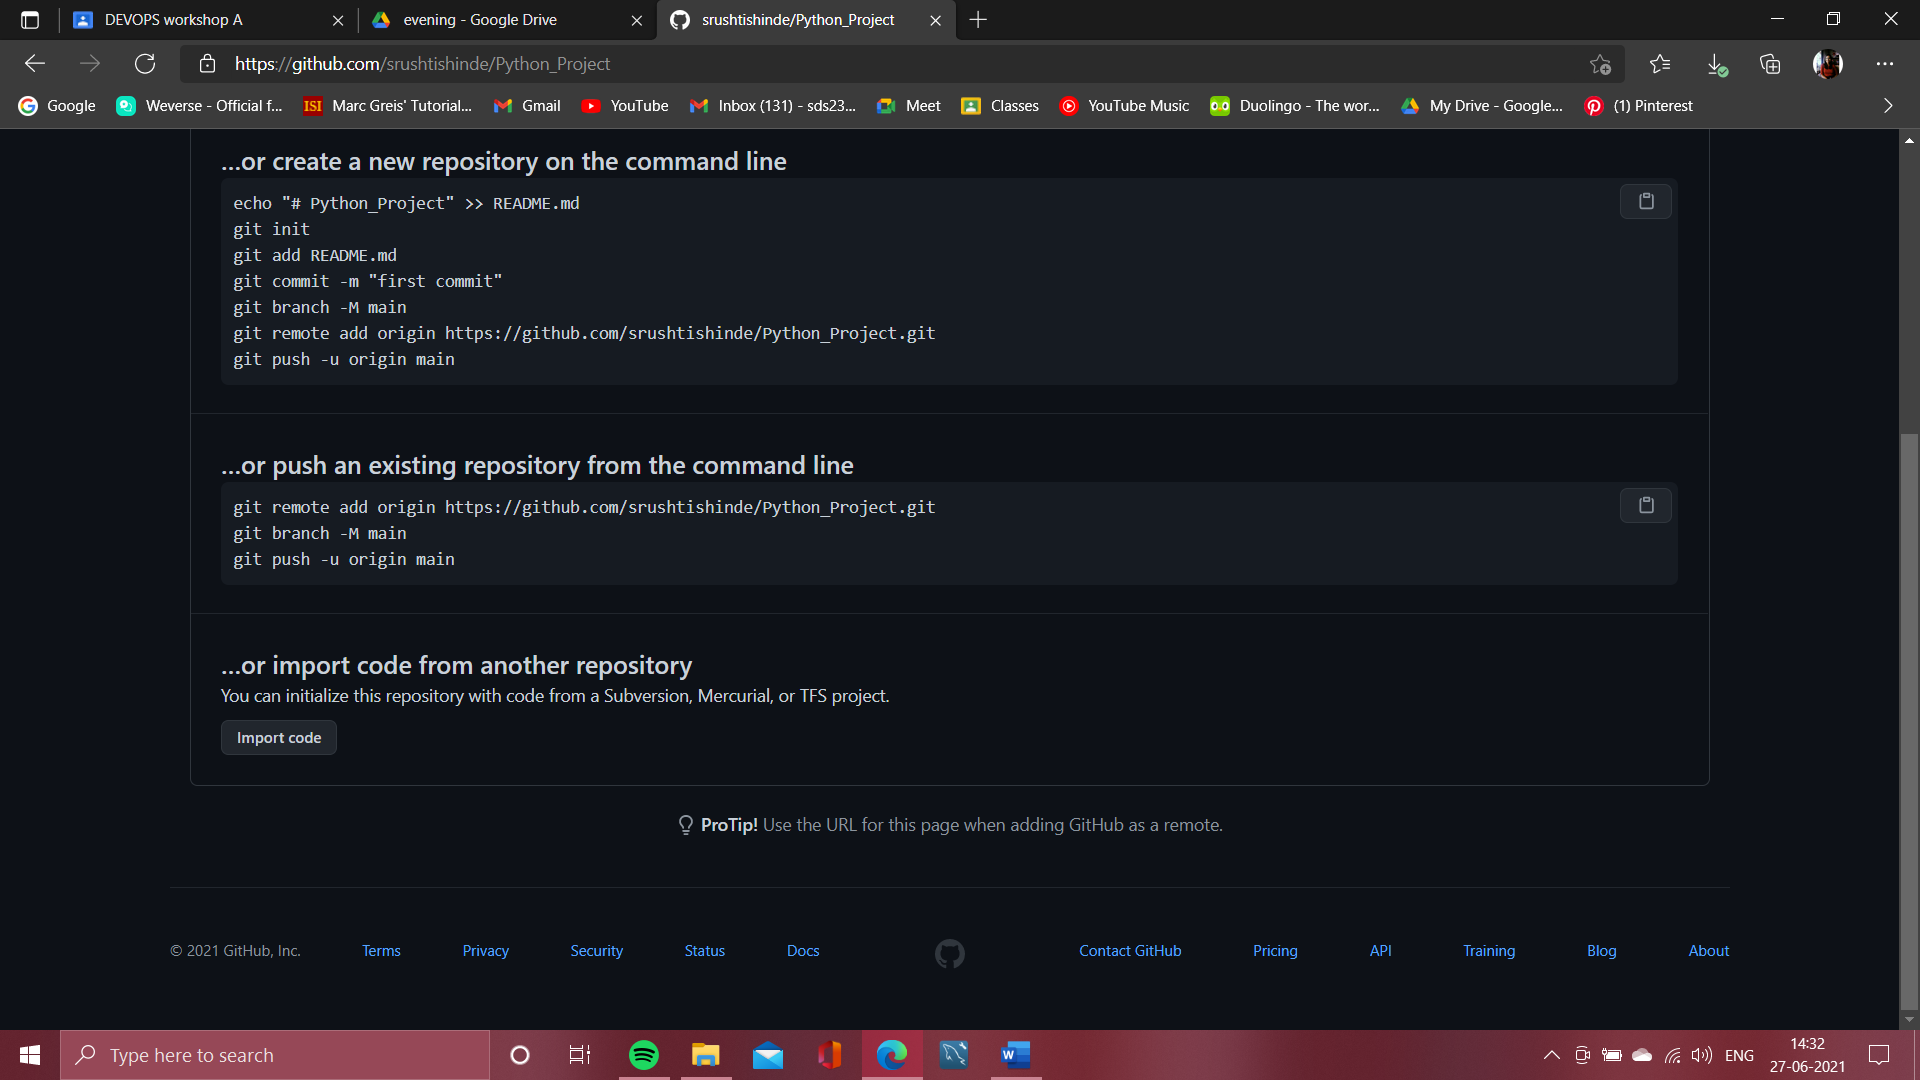 DEVOPS workshop A
evening - Google Drive
srushtishinde/Python_Project
https://github.com/srushtishinde/Python_Project
Google
Weverse - Official f...
ISI
Marc Greis' Tutorial...
Gmail
YouTube
Inbox (131) - sds23...
Meet
Classes
YouTube Music
Duolingo - The wor...
My Drive - Google...
(1) Pinterest
...or create a new repository on the command line
echo "# Python_Project" >> README.md
git init
git add README.md
git commit -m "first commit"
git branch -M main
git remote add origin https://github.com/srushtishinde/Python_Project.git
git push -u origin main
...or push an existing repository from the command line
git remote add origin https://github.com/srushtishinde/Python_Project.git
git branch -M main
git push -u origin main
...or import code from another repository
You can initialize this repository with code from a Subversion, Mercurial, or TFS project.
Import code
ProTip! Use the URL for this page when adding GitHub as a remote.
© 2021 GitHub, Inc.
Terms
Privacy
Security
Status
Docs
Contact GitHub
Pricing
API
Training
Blog
About
Type here to search
W
ENG
14:32
27-06-2021